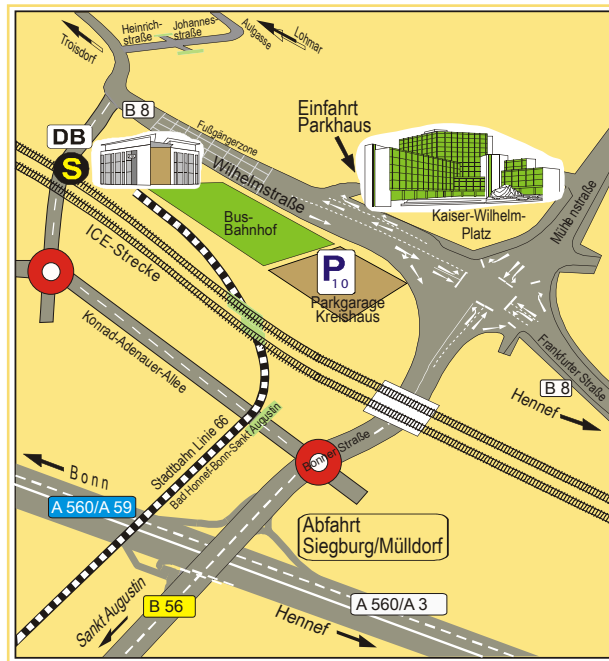 Heinrich-
straße
Johannes-
straße
Aulgasse
Lohmar
Troisdorf
B 8
Fußgängerzone
Einfahrt
Parkhaus
DB
S
Wilhelmstraße
Kaiser-Wilhelm-
Platz
Mühlenstraße
Bus-
Bahnhof
ICE-Strecke
P
10
Parkgarage
Kreishaus
Konrad-Adenauer-Allee
Frankfurter Straße
B 8
Hennef
Stadtbahn Linie 66
Bad Honnef-Bonn-Sankt Augustin
Bonner Straße
Bonn
A 560/A 59
Abfahrt
Siegburg/Mülldorf
Sankt Augustin
B 56
Hennef
A 560/A 3